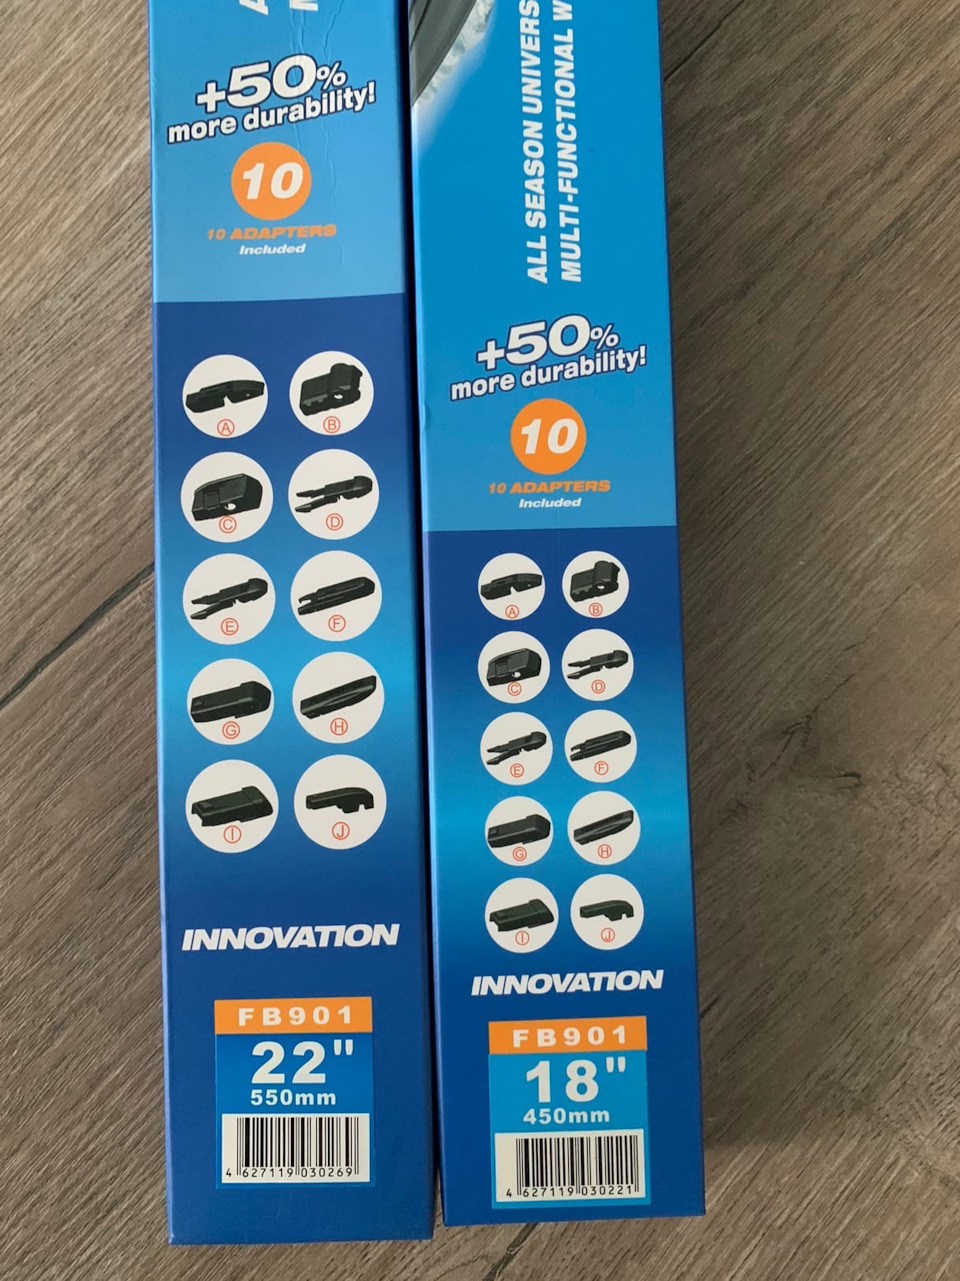 +50%
more durability!
10
10 ADAPTERS
Included
A
B
C
D
E
F
G
H
I
J
INNOVATION
FB901
22"
550mm
4 627119 030269
ALL SEASON
MULTI-FUNCTIONAL
+50%
more durability!
10
10 ADAPTERS
Included
A
B
C
D
E
F
G
H
I
J
INNOVATION
FB901
18"
450mm
4 627119 030221